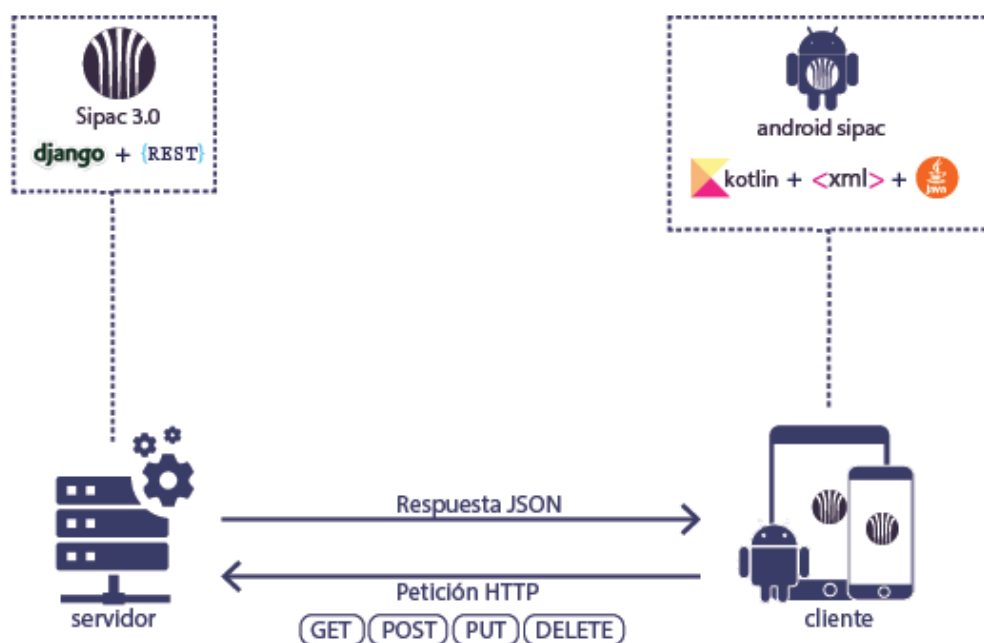 Sipac 3.0
django + {REST}
android sipac
kotlin + <xml> + java
Respuesta JSON
Petición HTTP
GET POST PUT DELETE
servidor
cliente